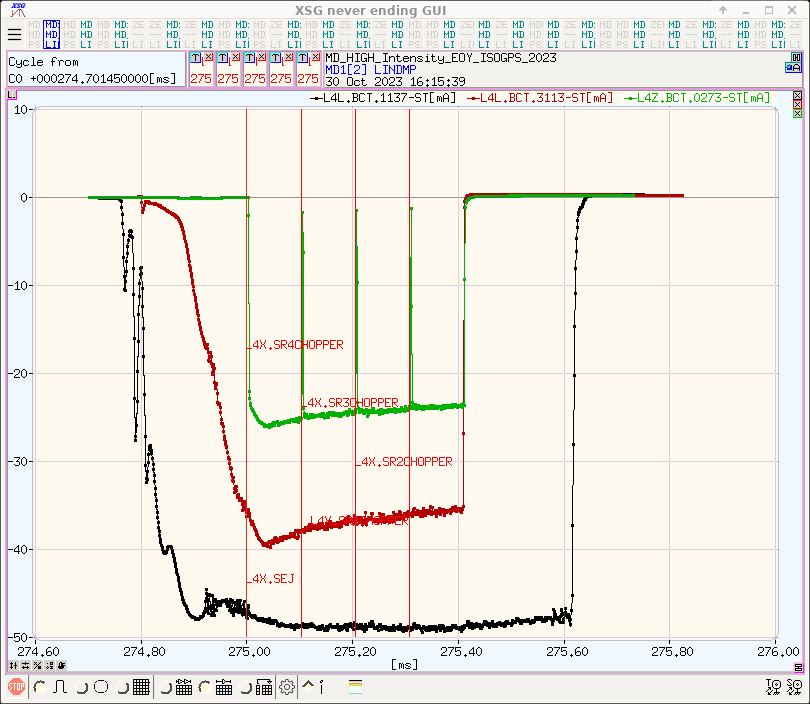 XSG
XSG never ending GUI
Cycle from
C0 +000274.701450000[ms]
275 275 275 275 275
MD_HIGH_Intensity_EOY_ISOGPS_2023
MD1[2] LINDMP
30 Oct 2023 16:15:39
L4L.BCT.1137-ST[mA] L4L.BCT.3113-ST[mA] L4Z.BCT.0273-ST[mA]
10
0
-10
L4X.SR4CHOPPER
-20
L4X.SR3CHOPPER
-30
L4X.SR2CHOPPER
-40
L4X.SEJ
-50
274.60 274.80 275.00 275.20 275.40 275.60 275.80 276.00
[ms]
STOP